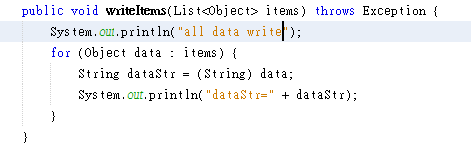 public void writeItems(List<Object> items) throws Exception {
System.out.println("all data write");
for (Object data : items) {
String dataStr = (String) data;
System.out.println("dataStr=" + dataStr);
}
}